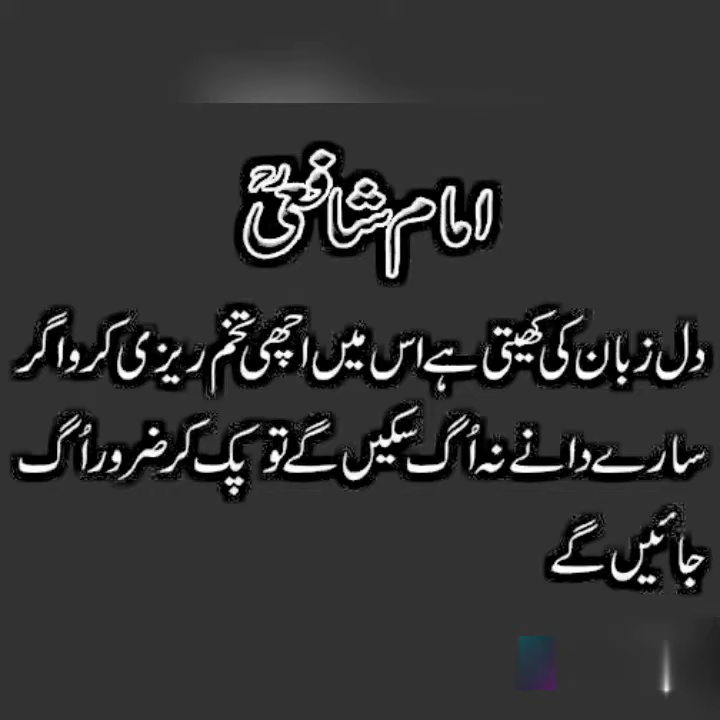 امام شافعیؒ
دل زبان کی کھیتی ہے اس میں اچھی تخم ریزی کرو اگر
سارے دانے نہ اُگ سکیں گے تو پک کر ضرور اُگ
جائیں گے